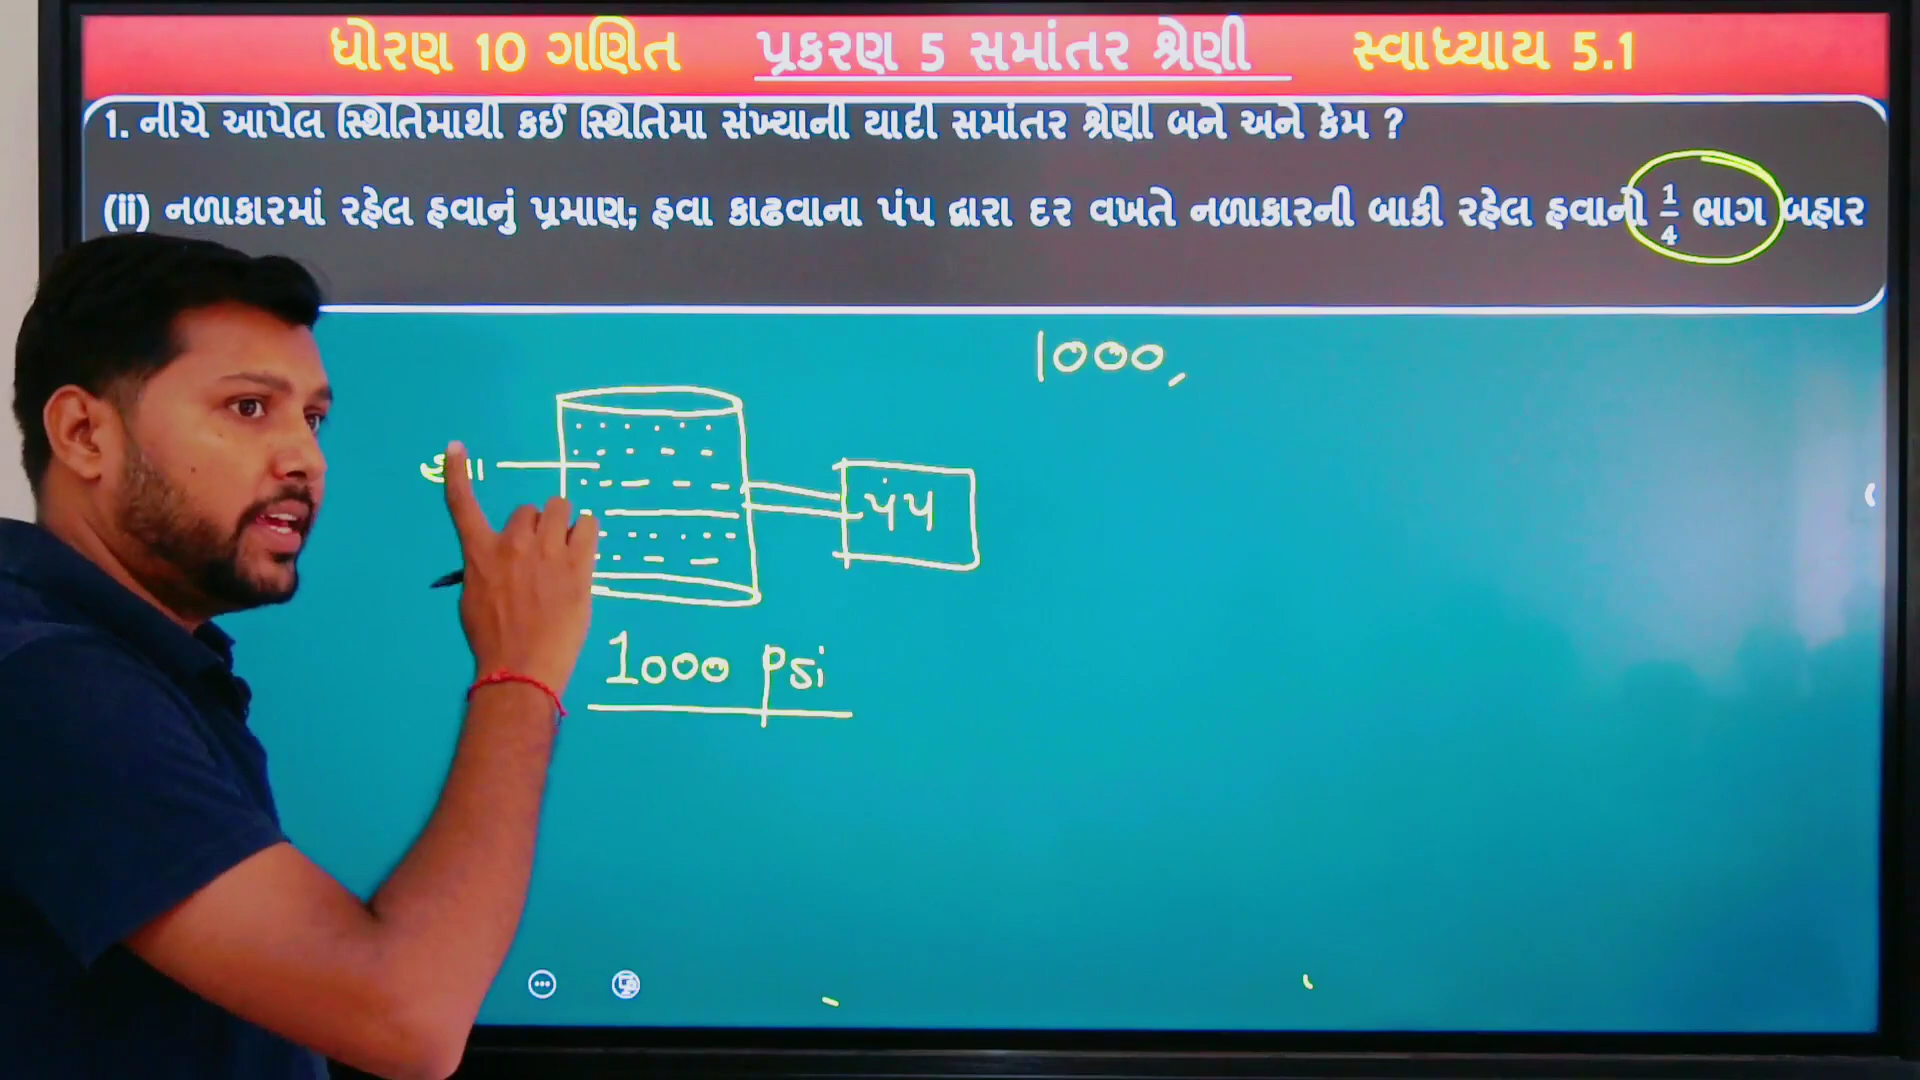 ધોરણ 10 ગણિત પ્રકરણ 5 સમાંતર શ્રેણી સ્વાધ્યાય 5.1
1. નીચે આપેલ સ્થિતિમાથી કઈ સ્થિતિમા સંખ્યાની યાદી સમાંતર શ્રેણી બને અને કેમ ?
(ii) નળાકારમાં રહેલ હવાનું પ્રમાણ; હવા કાઢવાના પંપ દ્વારા દર વખતે નળાકારની બાકી રહેલ હવાનો 1/4 ભાગ બહાર
1000,
પંપ
1000 psi